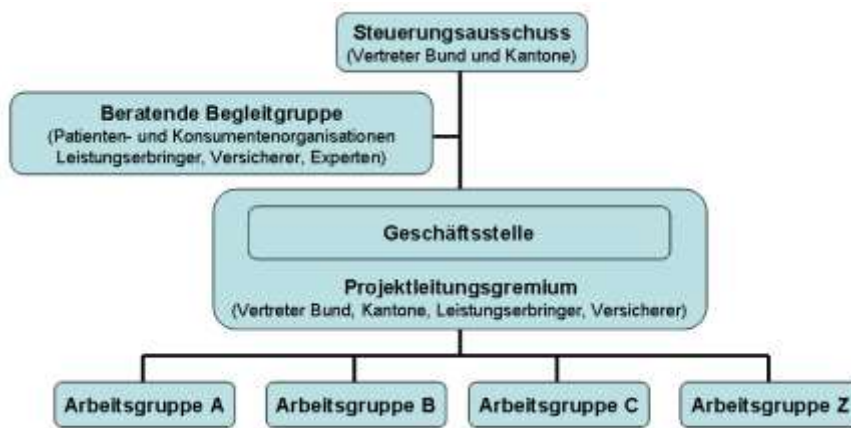 Steuerungsausschuss
(Vertreter Bund und Kantone)
Beratende Begleitgruppe
(Patienten- und Konsumentenorganisationen
Leistungserbringer, Versicherer, Experten)
Geschäftsstelle
Projektleitungsgremium
(Vertreter Bund, Kantone, Leistungserbringer, Versicherer)
Arbeitsgruppe A
Arbeitsgruppe B
Arbeitsgruppe C
Arbeitsgruppe Z